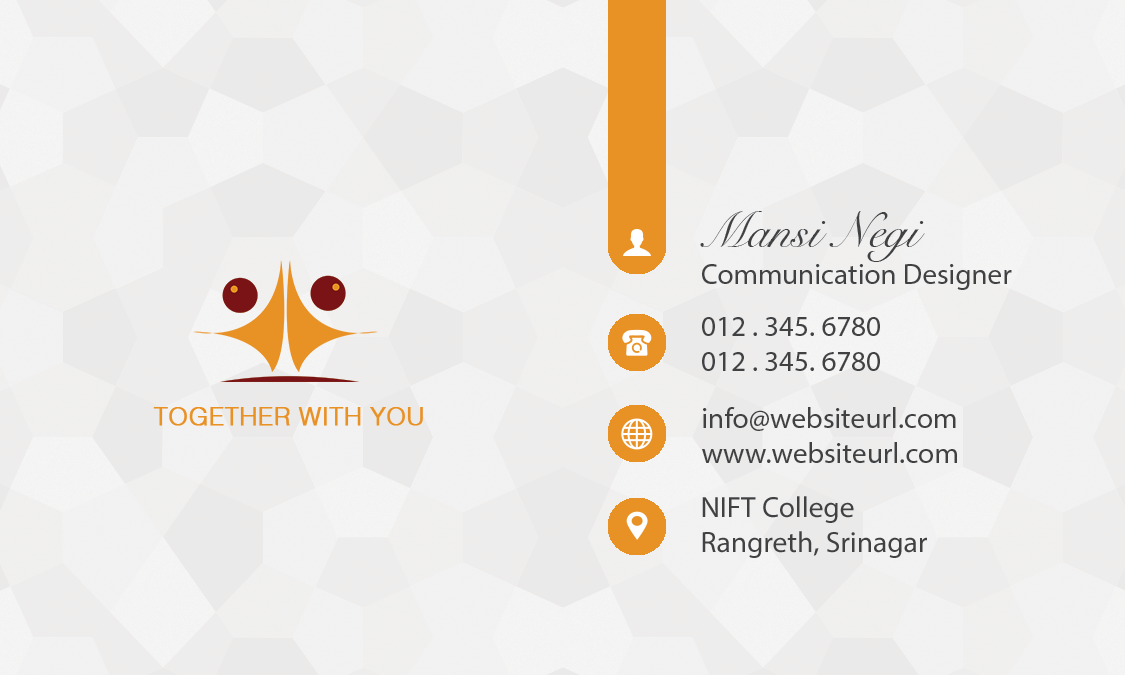 TOGETHER WITH YOU
Mansi Negi
Communication Designer
012 . 345. 6780
012 . 345. 6780
info@websiteurl.com
www.websiteurl.com
NIFT College
Rangreth, Srinagar